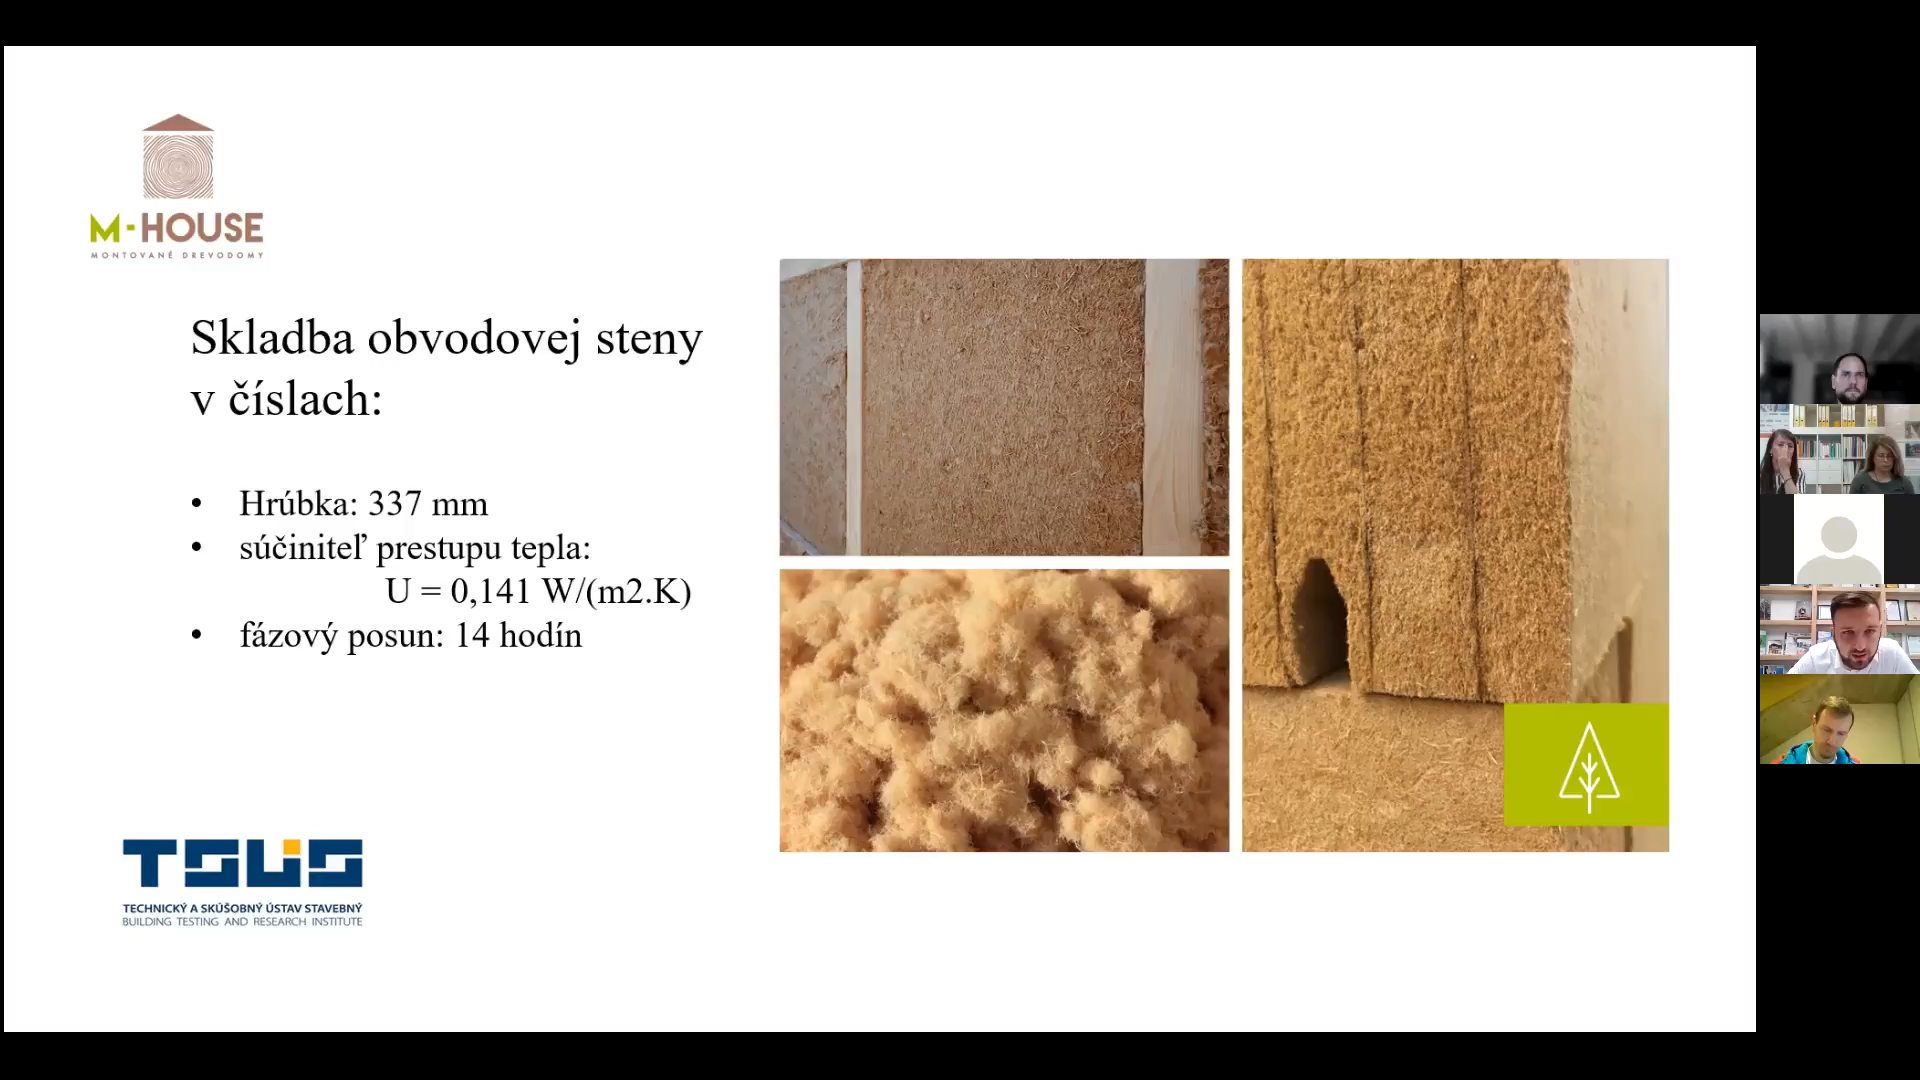 M-HOUSE
MONTOVANÉ DREVODOMY
Skladba obvodovej steny
v číslach:
• Hrúbka: 337 mm
• súčiniteľ prestupu tepla:
U = 0,141 W/(m2.K)
• fázový posun: 14 hodín
TSUS
TECHNICKÝ A SKÚŠOBNÝ ÚSTAV STAVEBNÝ
BUILDING TESTING AND RESEARCH INSTITUTE